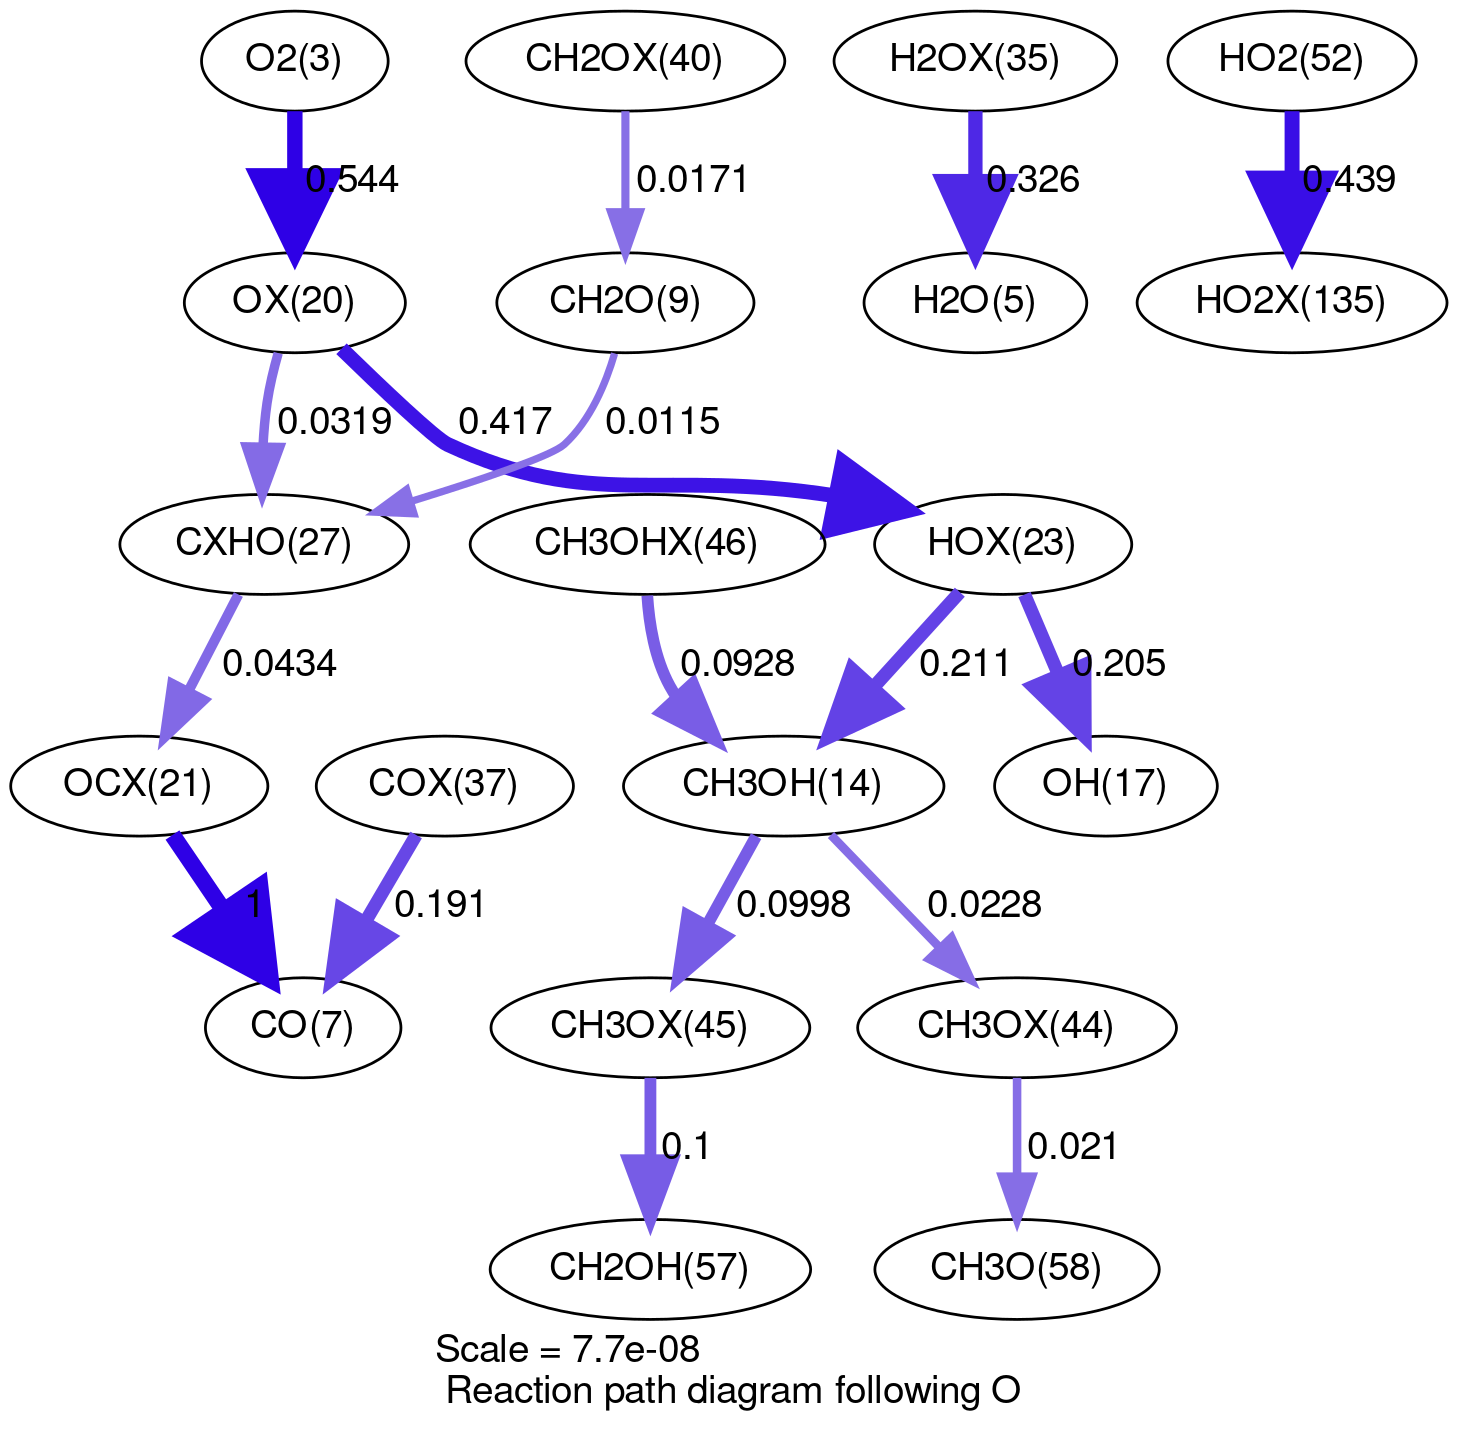 O2(3)
CH2OX(40)
H2OX(35)
HO2(52)
0.544
0.0171
0.326
0.439
OX(20)
CH2O(9)
H2O(5)
HO2X(135)
0.0319
0.417
0.0115
CXHO(27)
CH3OHX(46)
HOX(23)
0.0434
0.0928
0.211
0.205
OCX(21)
COX(37)
CH3OH(14)
OH(17)
1
0.191
0.0998
0.0228
CO(7)
CH3OX(45)
CH3OX(44)
0.1
0.021
CH2OH(57)
CH3O(58)
Scale = 7.7e-08
Reaction path diagram following O